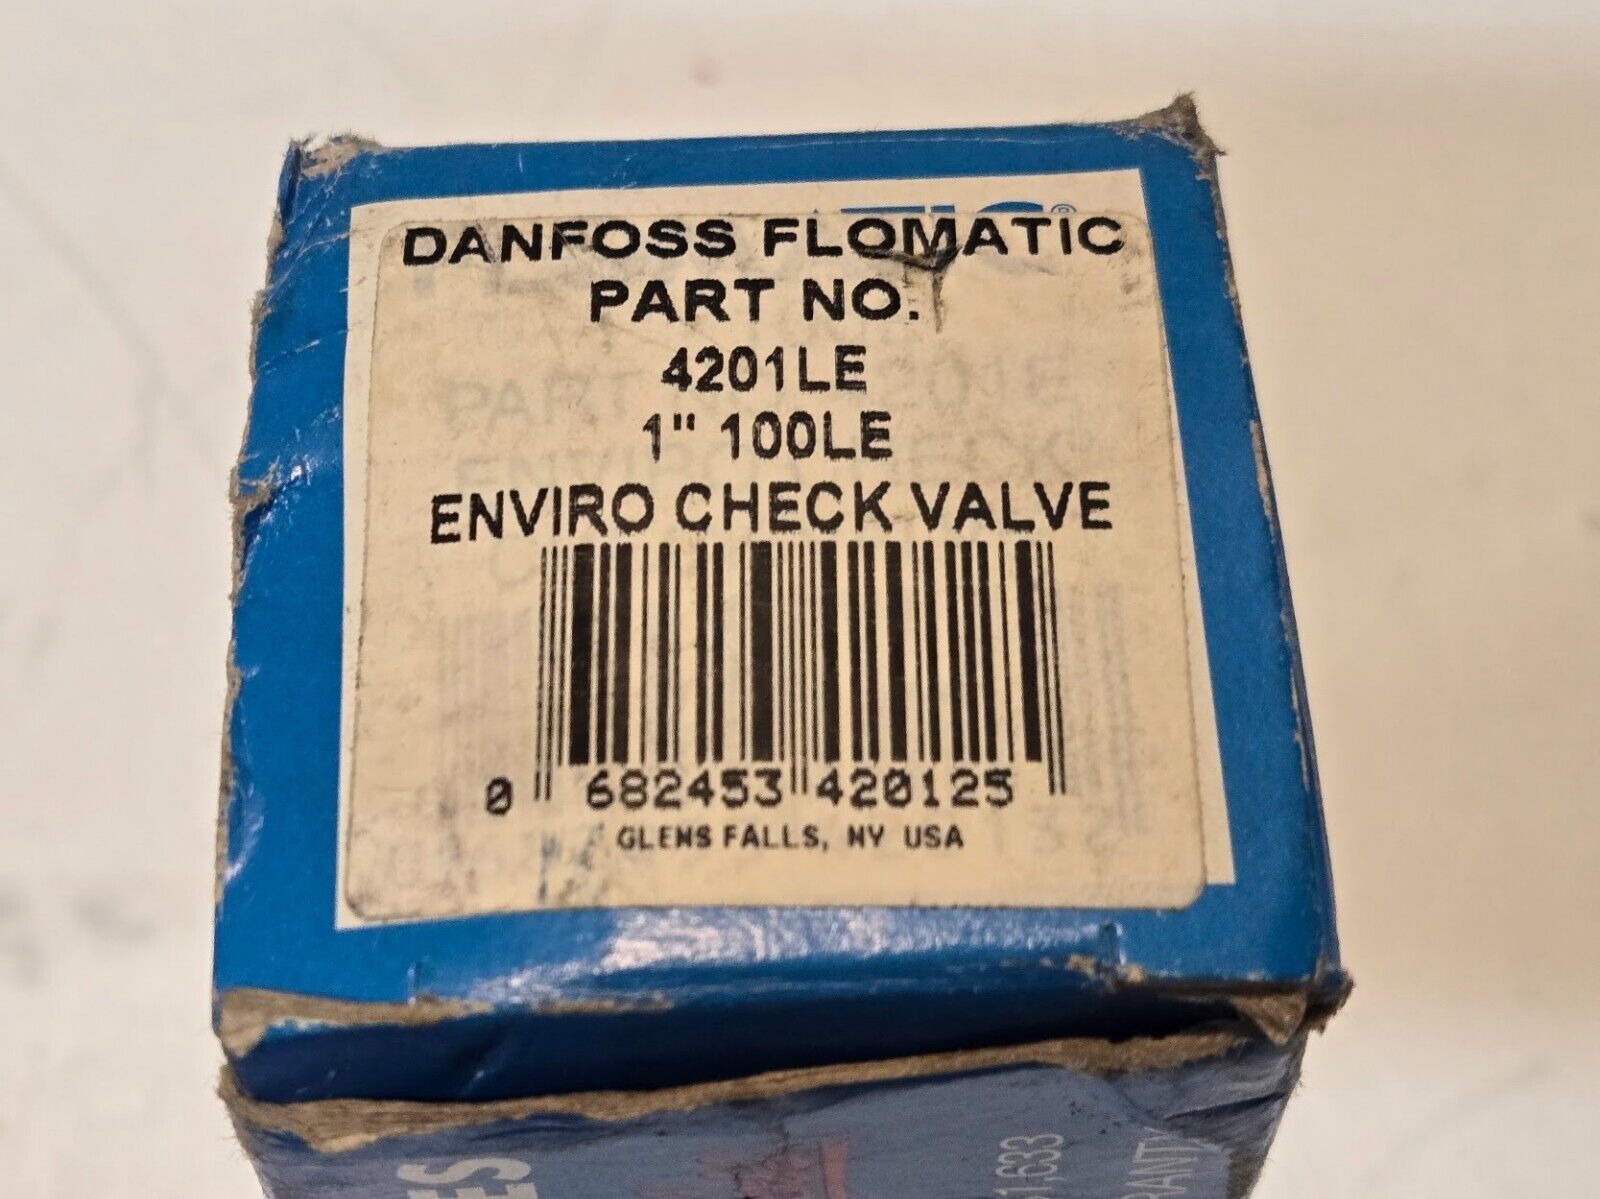 DANFOSS FLOMATIC
PART NO.
4201LE
1" 100LE
ENVIRO CHECK VALVE
0 682453 420125
GLENS FALLS, NY USA